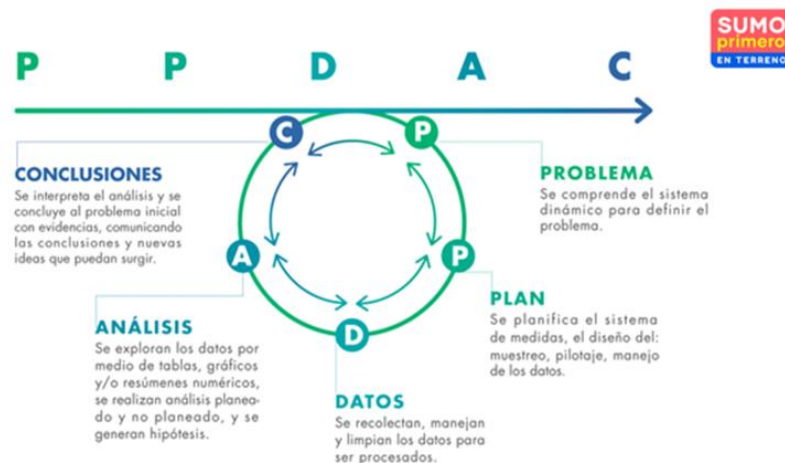 SUMO
primero
EN TERRENO
P P D A C
C
P
A
P
D
CONCLUSIONES
Se interpreta el análisis y se
concluye al problema inicial
con evidencias, comunicando
las conclusiones y nuevas
ideas que puedan surgir.
PROBLEMA
Se comprende el sistema
dinámico para definir el
problema.
PLAN
Se planifica el sistema
de medidas, el diseño del:
muestreo, pilotaje, manejo
de los datos.
ANÁLISIS
Se exploran los datos por
medio de tablas, gráficos
y/o resúmenes numéricos,
se realizan análisis planea-
do y no planeado, y se
generan hipótesis.
DATOS
Se recolectan, manejan
y limpian los datos para
ser procesados.